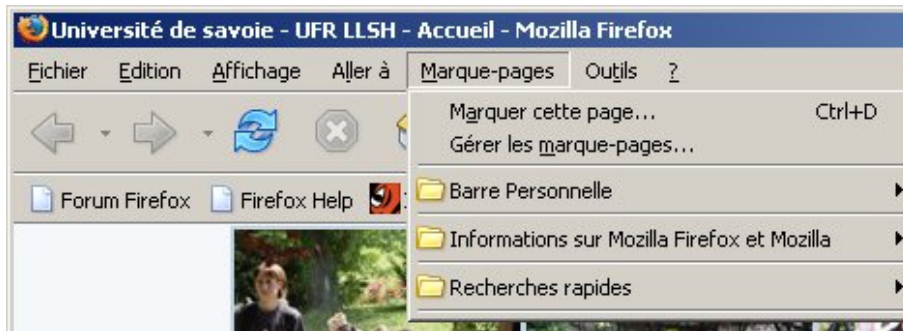 Université de savoie - UFR LLSH - Accueil - Mozilla Firefox
Fichier Edition Affichage Aller à Marque-pages Outils ?
Marquer cette page... Ctrl+D
Gérer les marque-pages...
Forum Firefox Firefox Help
Barre Personnelle
Informations sur Mozilla Firefox et Mozilla
Recherches rapides